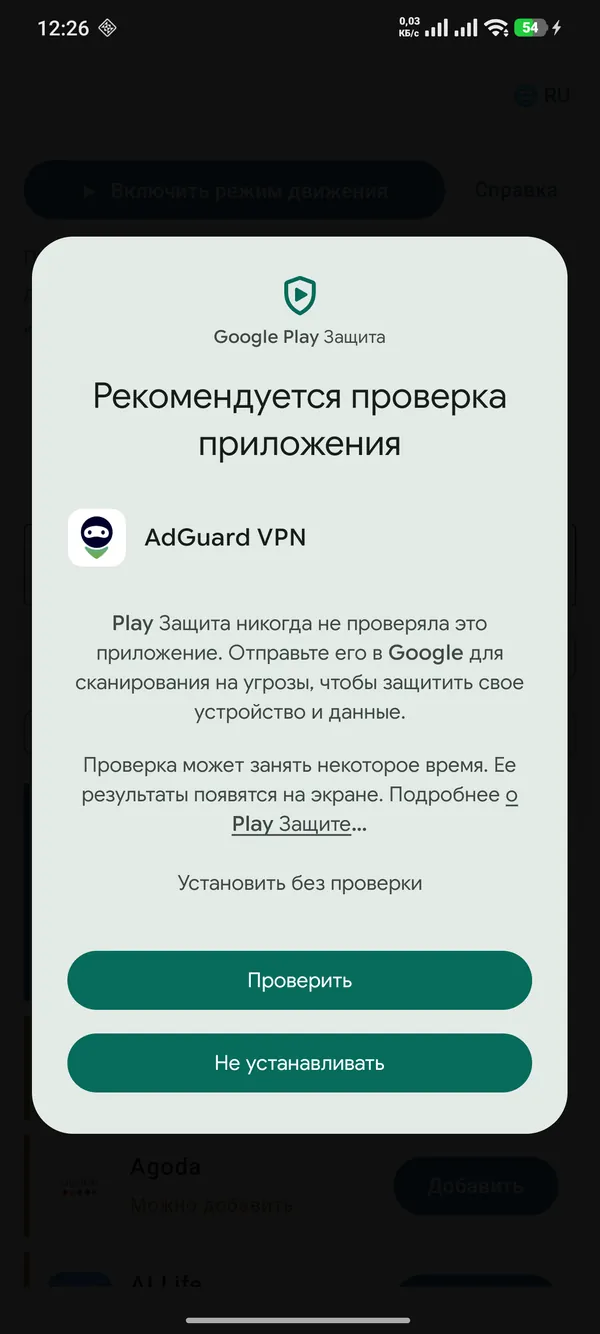 12:26
0,03
КБ/с
54
RU
Включить режим движения
Справка
Google Play Защита
Рекомендуется проверка
приложения
AdGuard VPN
Play Защита никогда не проверяла это
приложение. Отправьте его в Google для
сканирования на угрозы, чтобы защитить свое
устройство и данные.
Проверка может занять некоторое время. Ее
результаты появятся на экране. Подробнее о
Play Защите...
Установить без проверки
Проверить
Не устанавливать
Agoda
Добавить
Можно добавить
AI Life